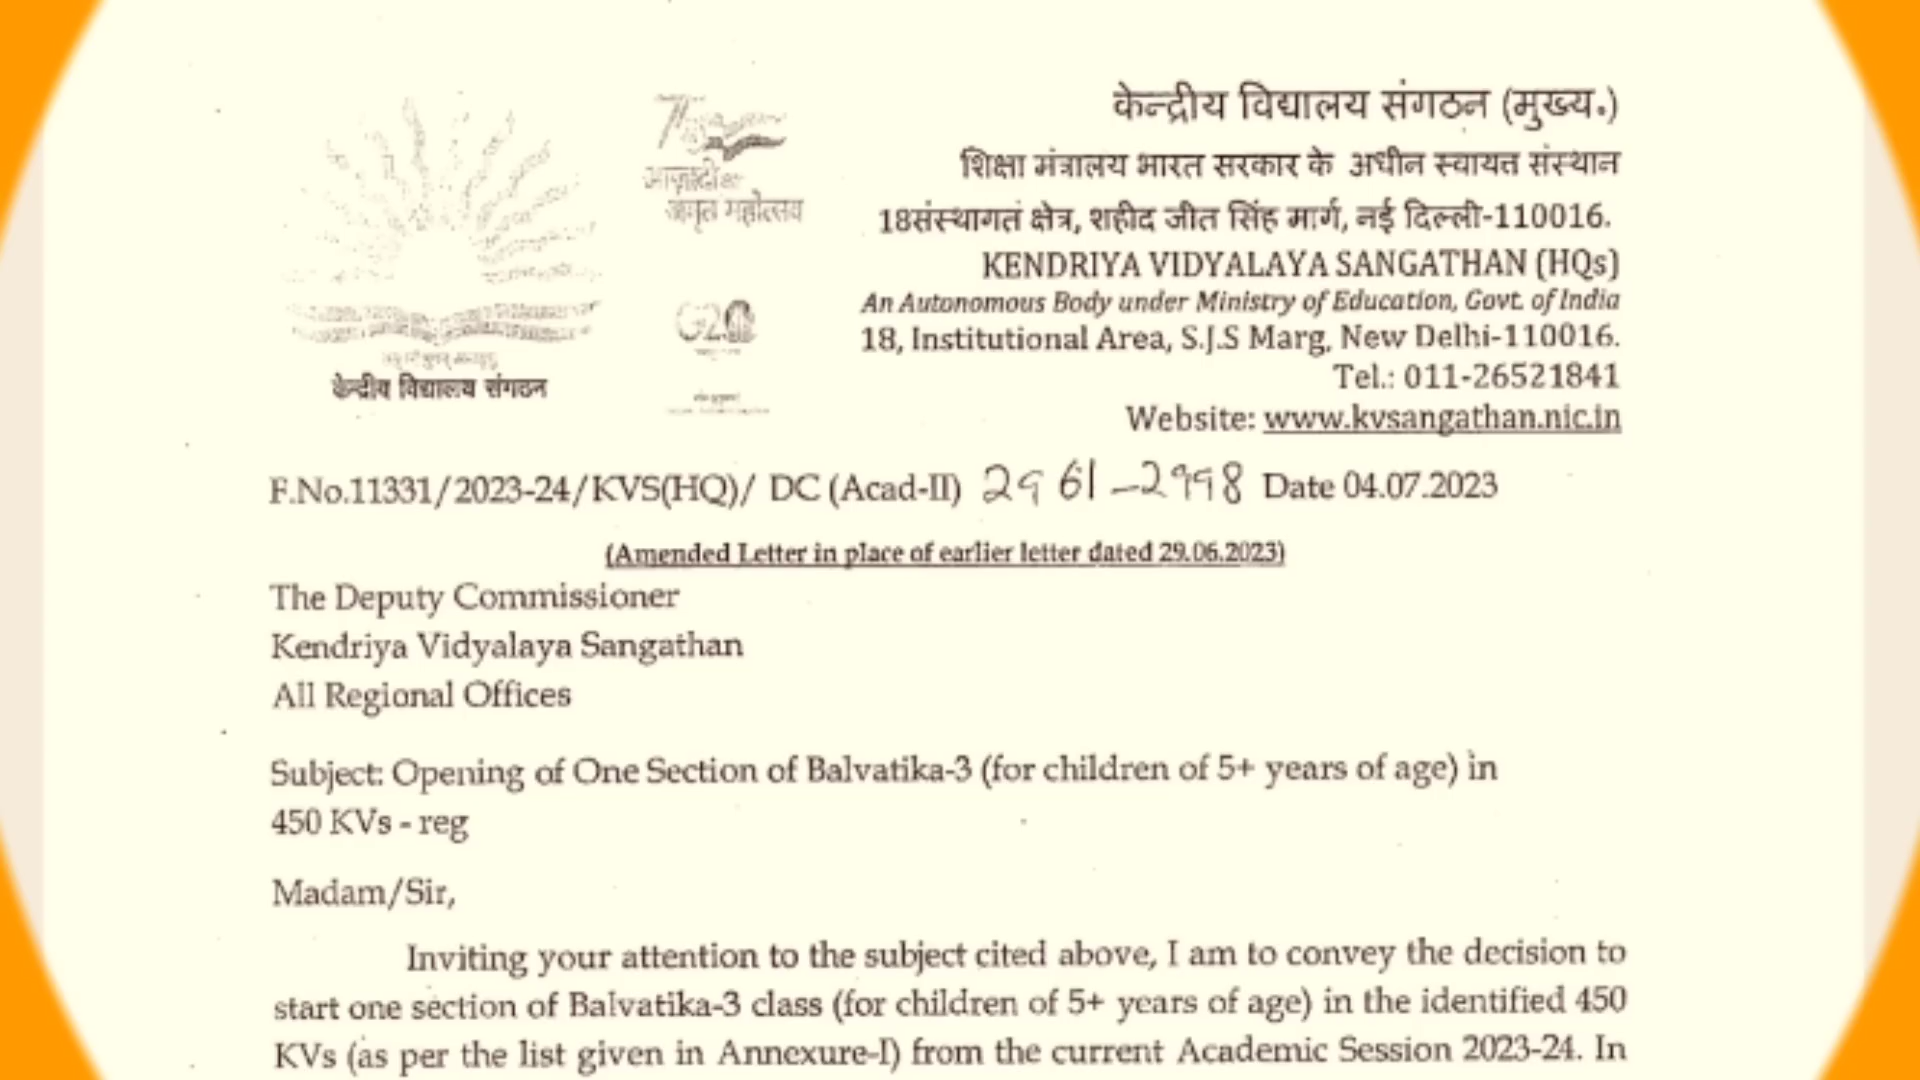 केन्द्रीय विद्यालय संगठन (मुख्य.)
शिक्षा मंत्रालय भारत सरकार के अधीन स्वायत्त संस्थान
18संस्थागत क्षेत्र, शहीद जीत सिंह मार्ग, नई दिल्ली-110016.
KENDRIYA VIDYALAYA SANGATHAN (HQs)
An Autonomous Body under Ministry of Education, Govt. of India
18, Institutional Area, S.J.S Marg, New Delhi-110016.
Tel.: 011-26521841
Website: www.kvsangathan.nic.in
केन्द्रीय विद्यालय संगठन
आज़ादी का
अमृत महोत्सव
G20
F.No.11331/2023-24/KVS(HQ)/ DC (Acad-II) 2961-2998 Date 04.07.2023
(Amended Letter in place of earlier letter dated 29.06.2023)
The Deputy Commissioner
Kendriya Vidyalaya Sangathan
All Regional Offices
Subject: Opening of One Section of Balvatika-3 (for children of 5+ years of age) in
450 KVs - reg
Madam/Sir,
Inviting your attention to the subject cited above, I am to convey the decision to
start one section of Balvatika-3 class (for children of 5+ years of age) in the identified 450
KVs (as per the list given in Annexure-I) from the current Academic Session 2023-24. In